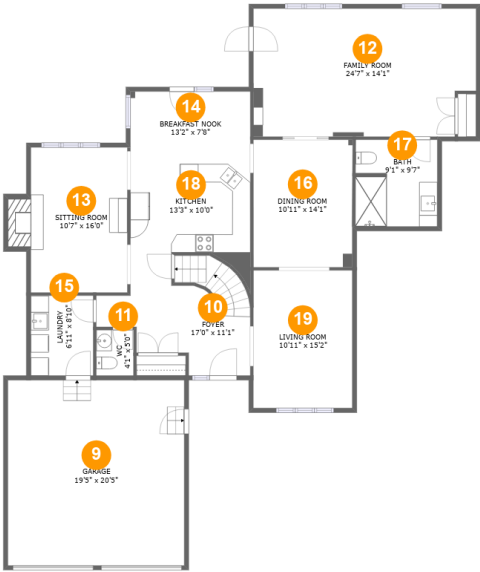 12
FAMILY ROOM
24'7" x 14'1"
14
BREAKFAST NOOK
13'2" x 7'8"
17
BATH
9'1" x 9'7"
13
SITTING ROOM
10'7" x 16'0"
18
KITCHEN
13'3" x 10'0"
16
DINING ROOM
10'11" x 14'1"
15
LAUNDRY
6'11" x 8'10"
11
WC
4'1" x 5'0"
10
FOYER
17'0" x 11'1"
19
LIVING ROOM
10'11" x 15'2"
9
GARAGE
19'5" x 20'5"